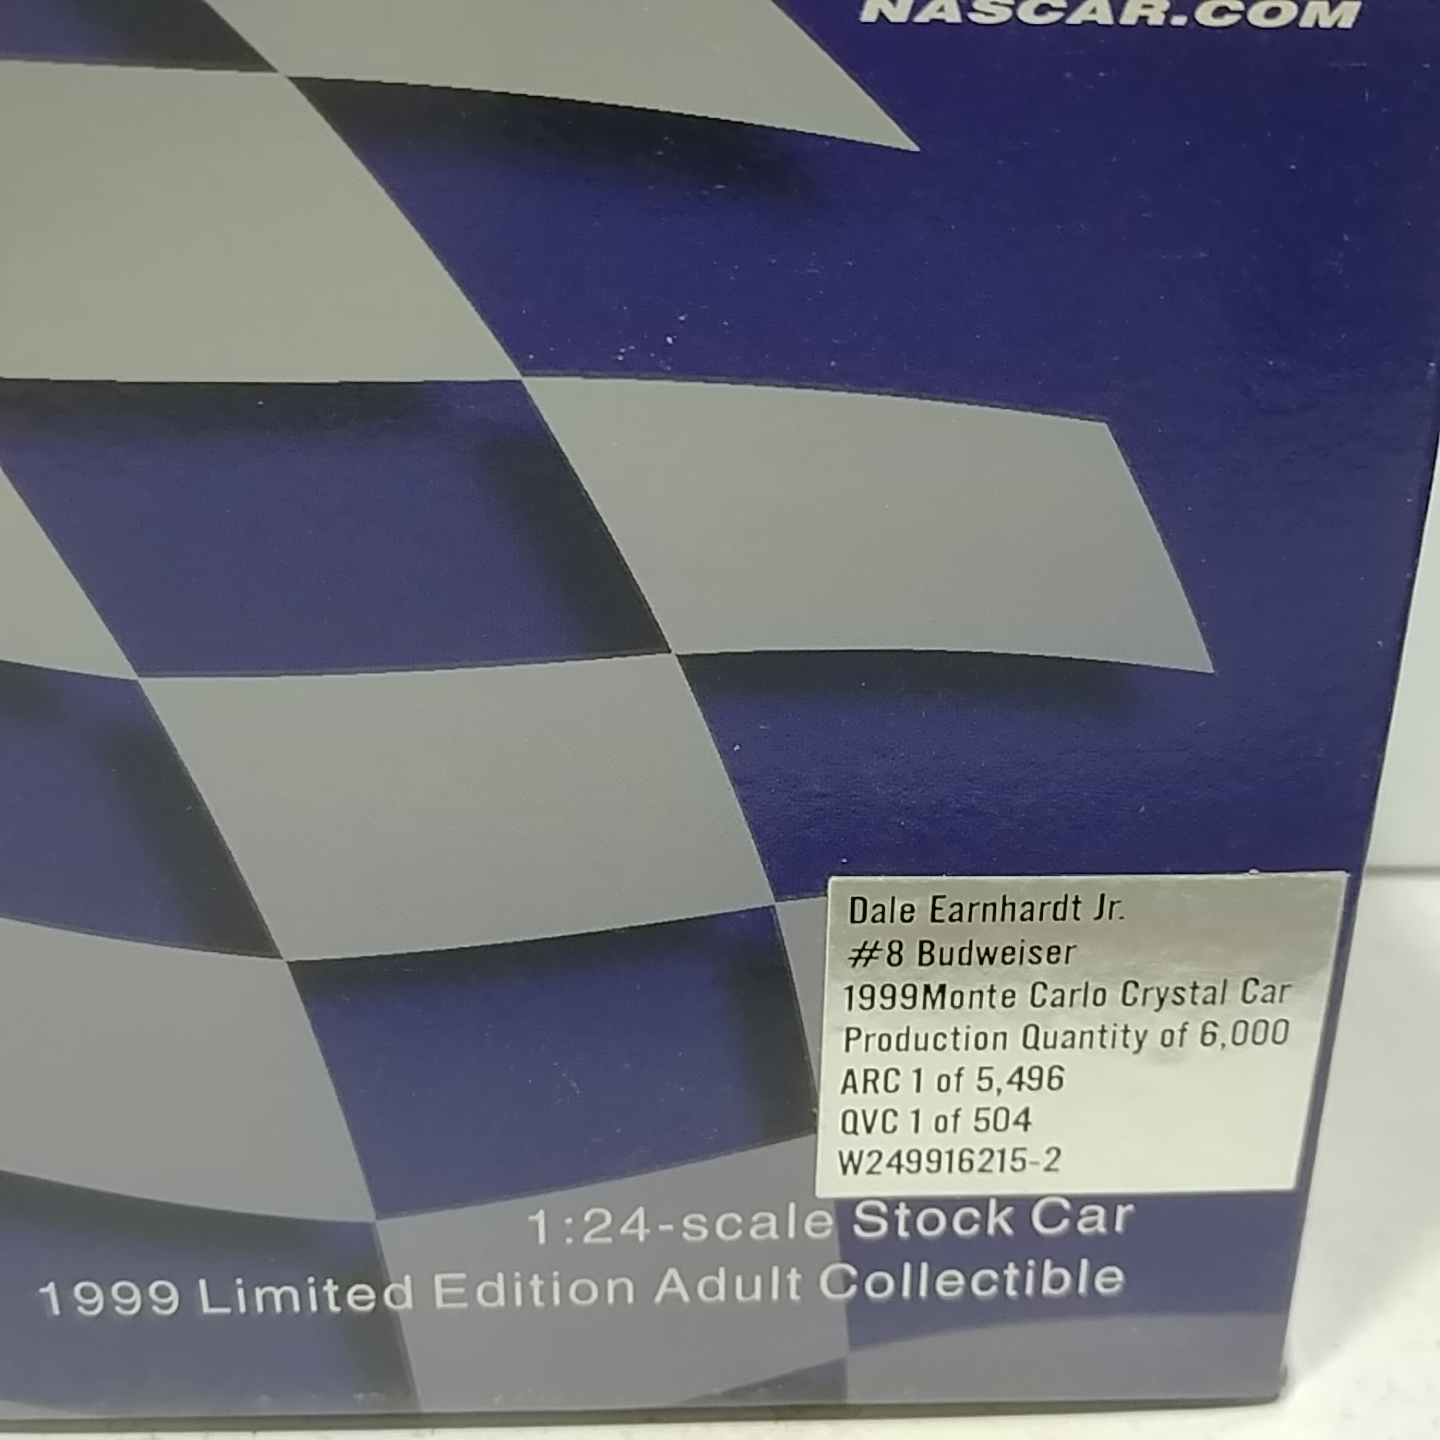 NASCAR.COM
Dale Earnhardt Jr.
#8 Budweiser
1999Monte Carlo Crystal Car
Production Quantity of 6,000
ARC 1 of 5,496
QVC 1 of 504
W249916215-2
1:24-scale Stock Car
1999 Limited Edition Adult Collectible